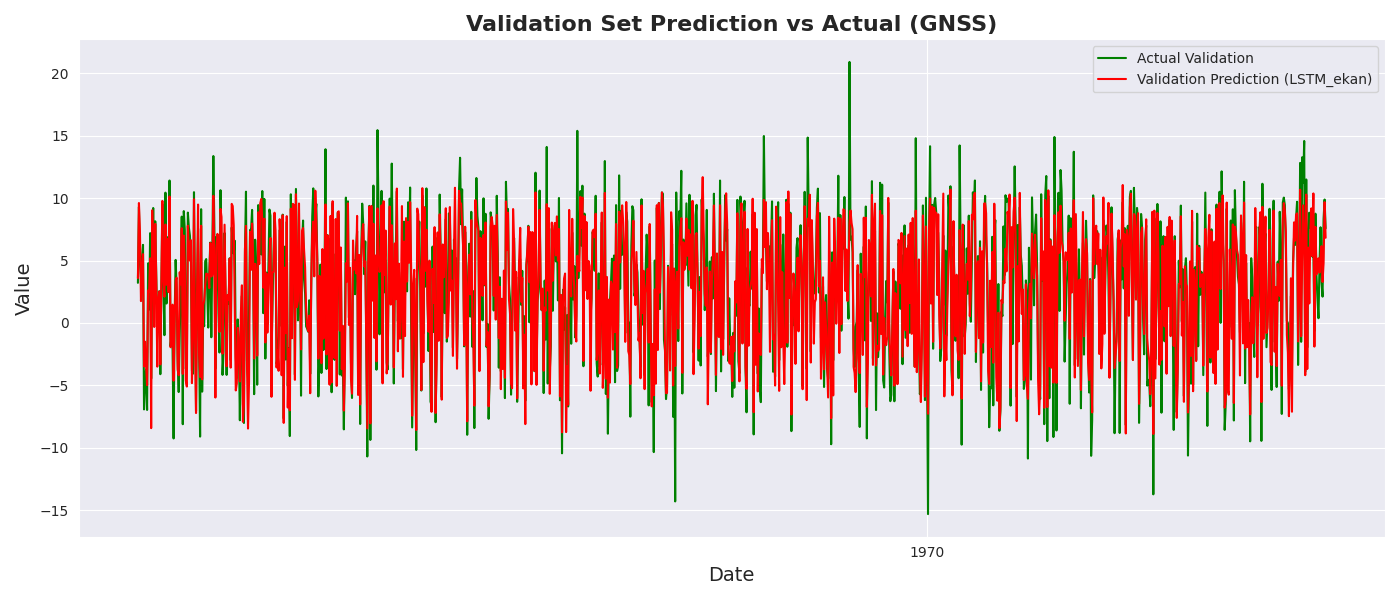 Validation Set Prediction vs Actual (GNSS)
Actual Validation
Validation Prediction (LSTM_ekan)
Value
20
15
10
5
0
−5
−10
−15
1970
Date